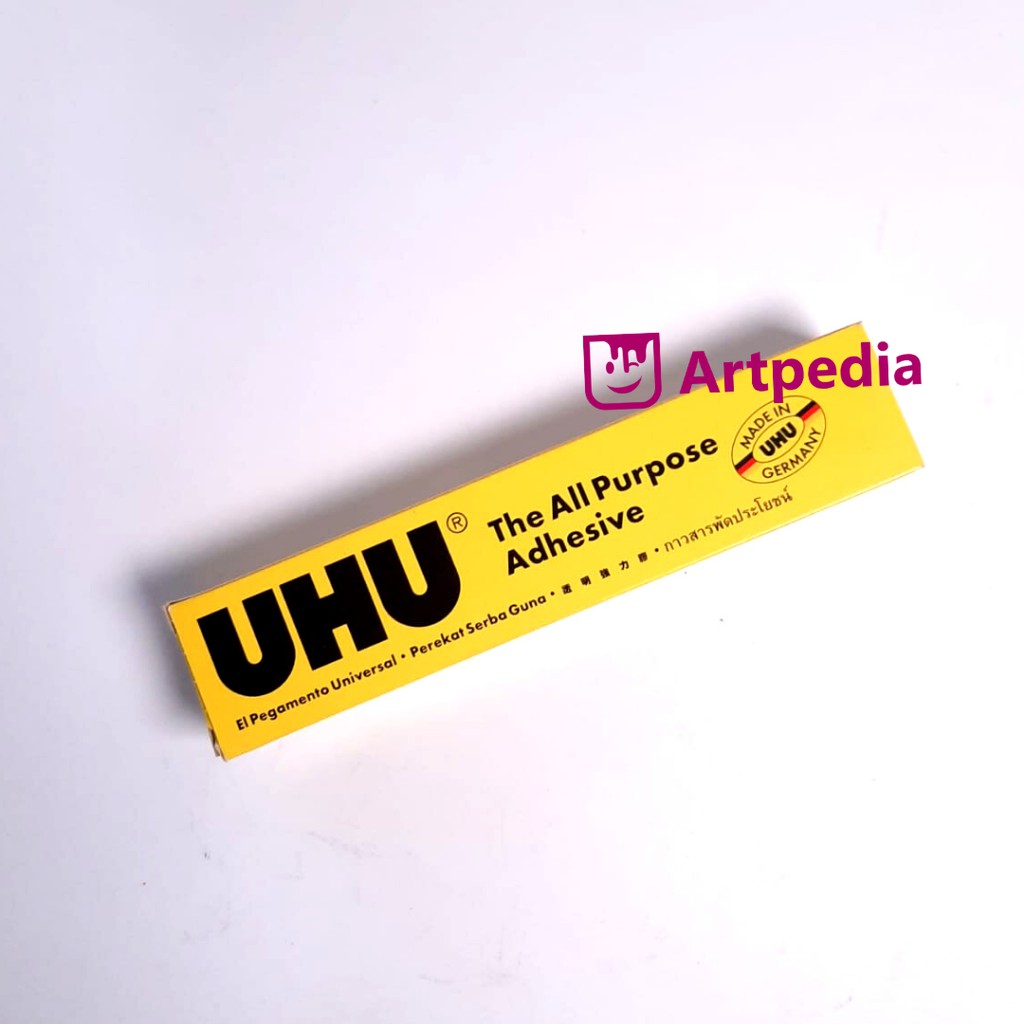 Artpedia
UHU®
The All Purpose
Adhesive
MADE IN
UHU
GERMANY
El Pegamento Universal • Perekat Serba Guna • 透明強力膠 • กาวสารพัดประโยชน์